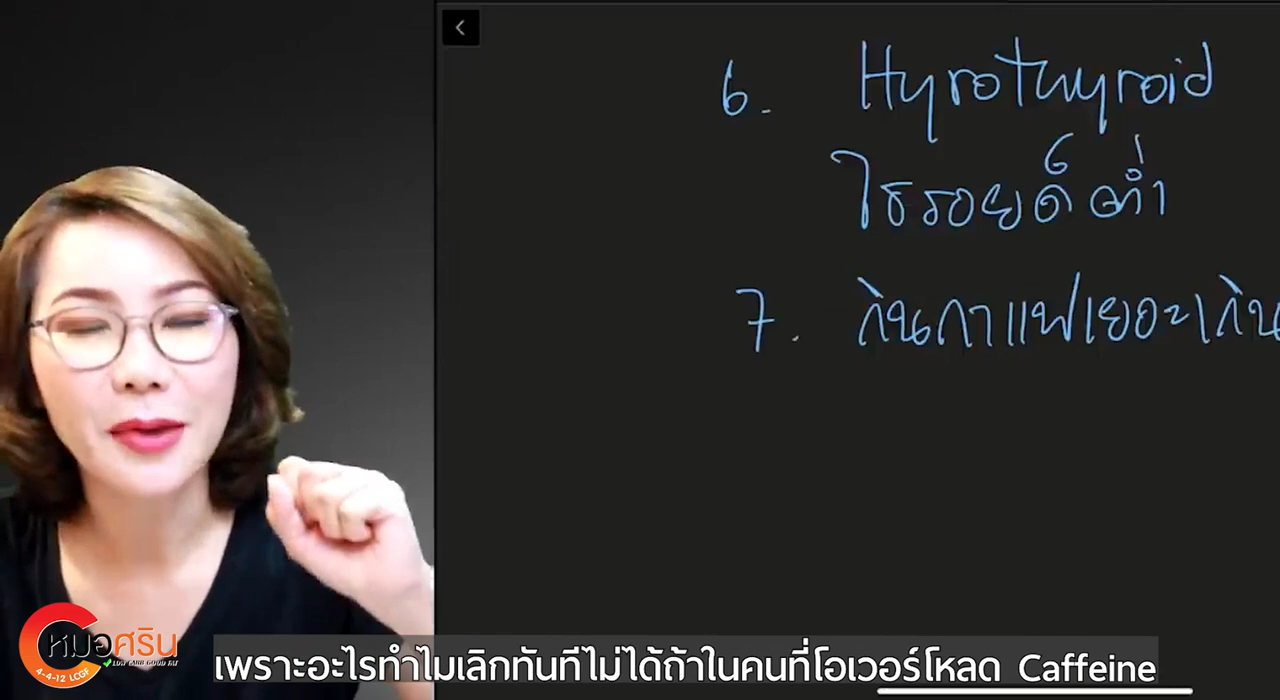 6. Hyrothyroid
ไธรอยด์ต่ำ
7. กินกาแฟเยอะเกิน
หมอศริน
LOW CARB GOOD FAT
4-4-12 LCGF
เพราะอะไรทำไมเลิกทันทีไม่ได้ถ้าในคนที่โอเวอร์โหลด Caffeine